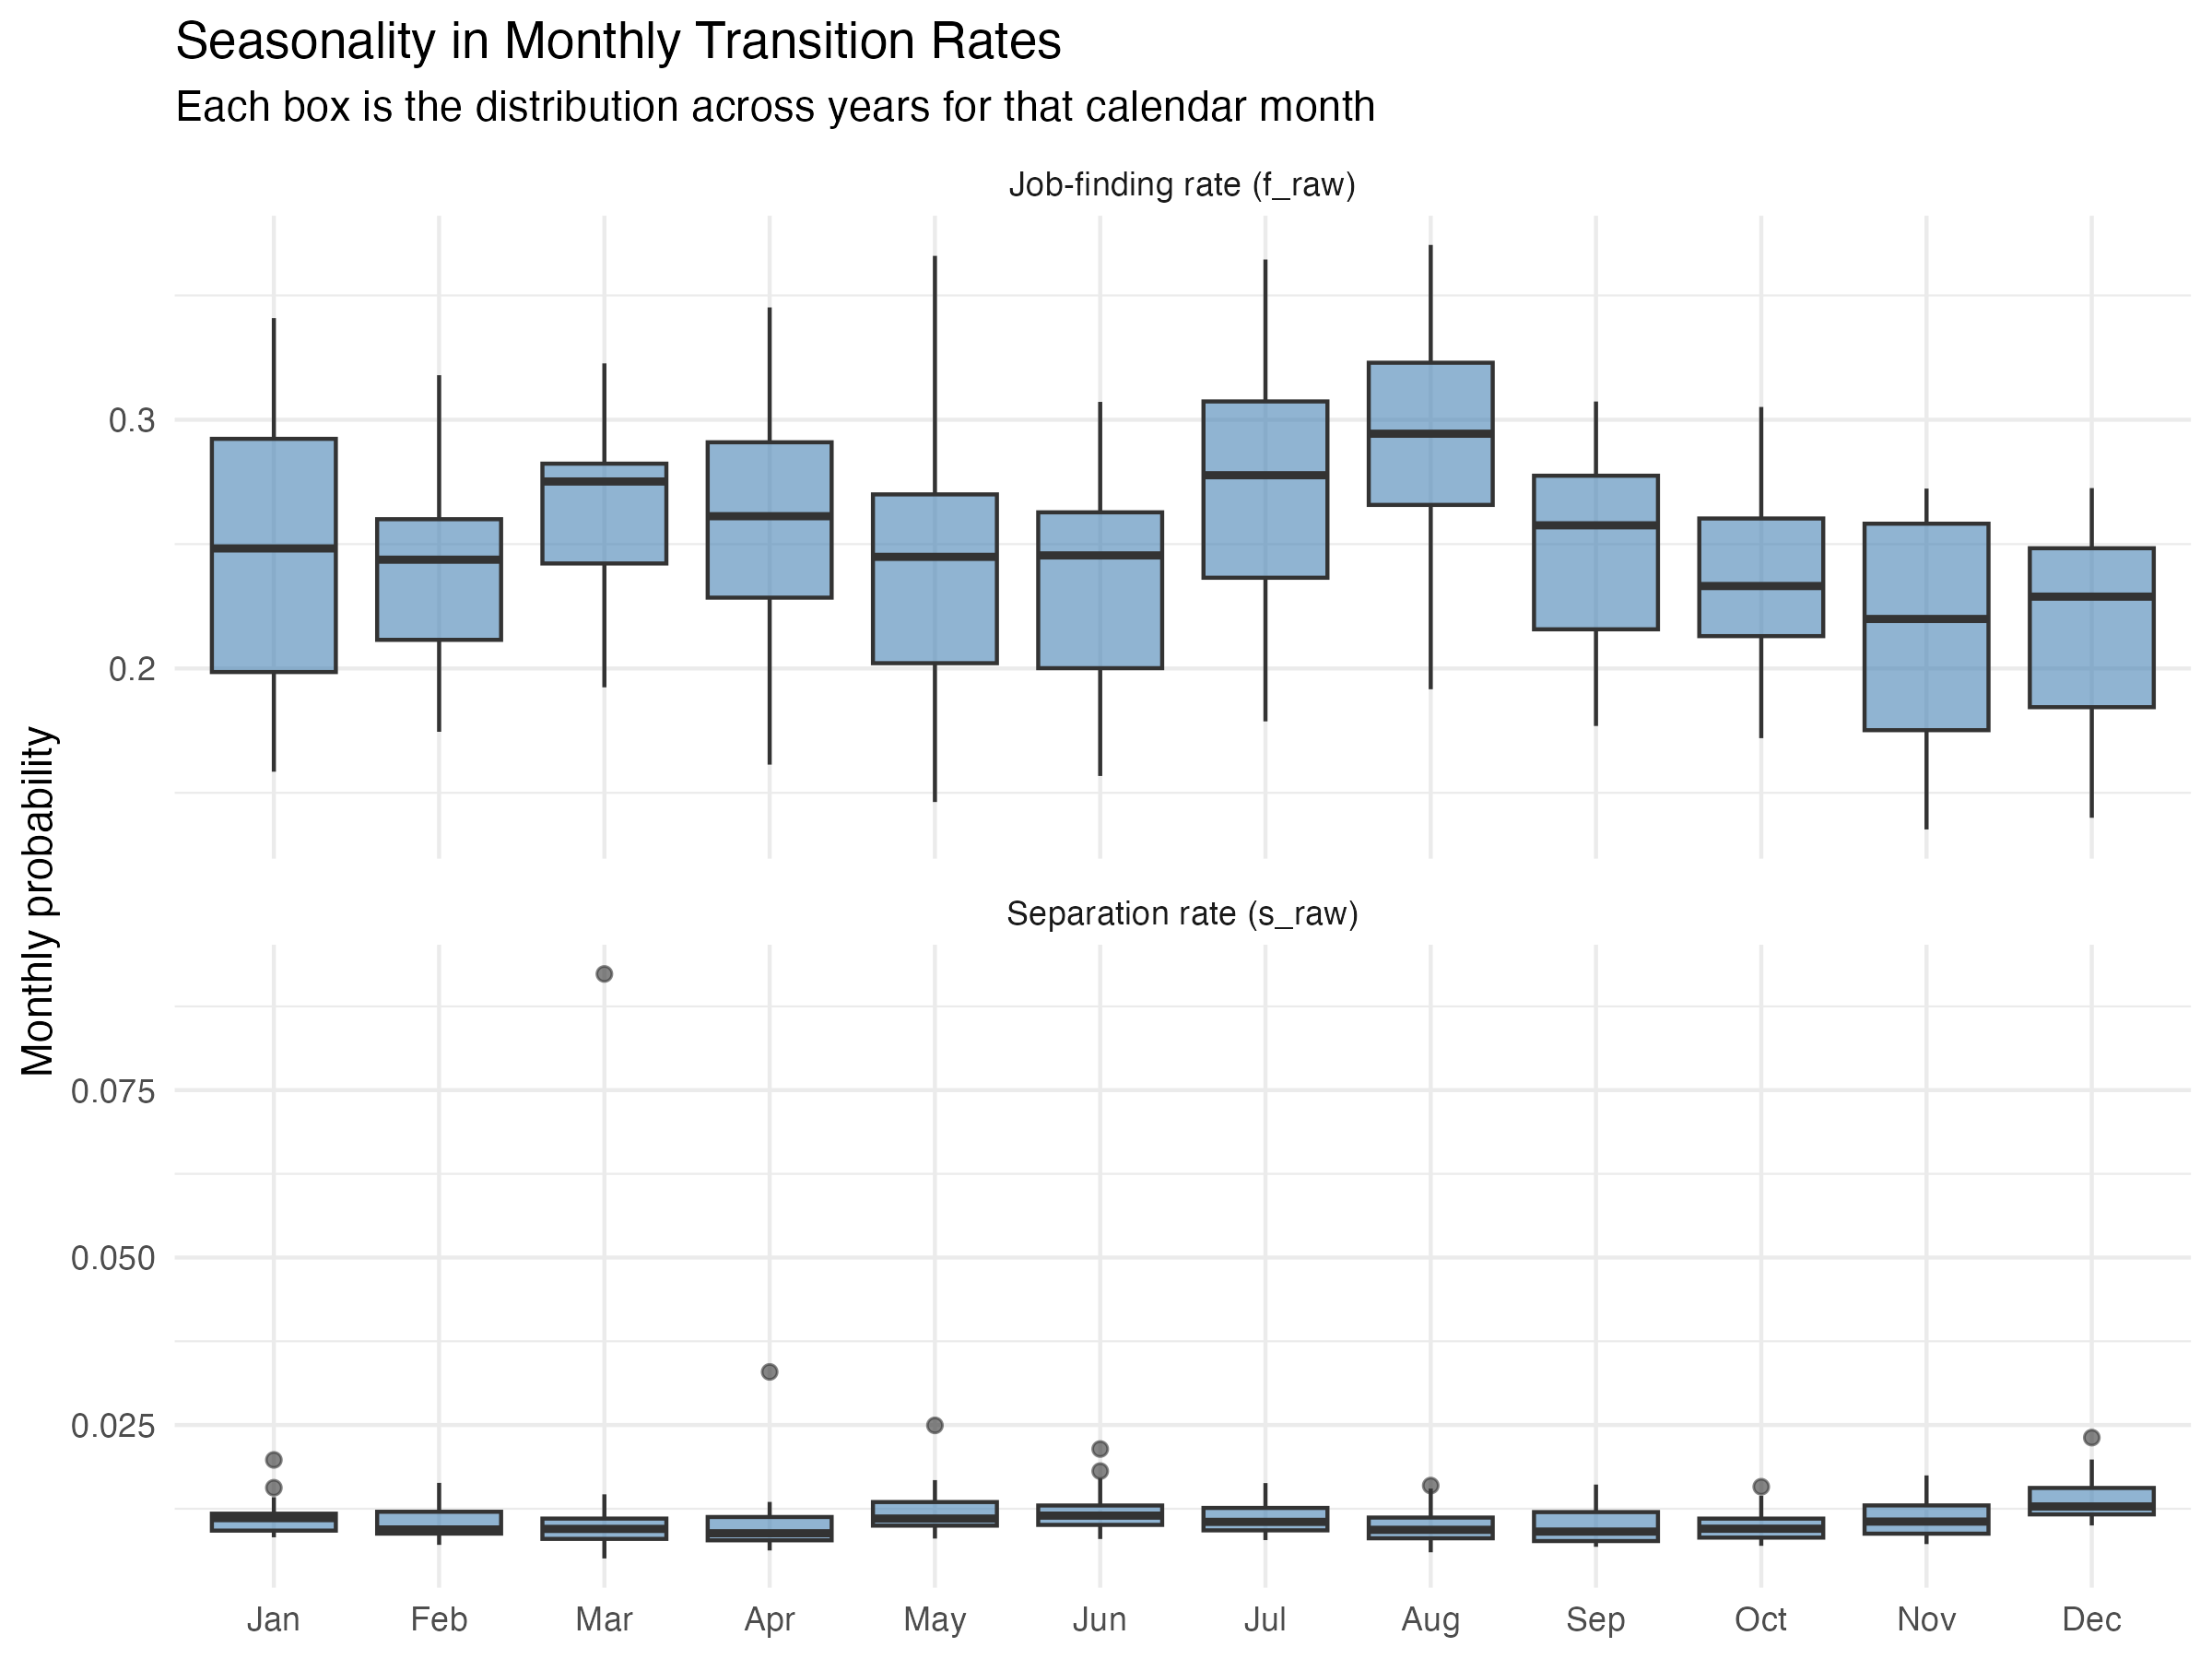 Seasonality in Monthly Transition Rates
Each box is the distribution across years for that calendar month
Job-finding rate (f_raw)
0.3
0.2
Monthly probability
Separation rate (s_raw)
0.075
0.050
0.025
Jan Feb Mar Apr May Jun Jul Aug Sep Oct Nov Dec